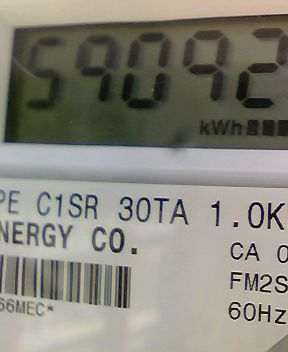 59092
kWh
PE C1SR 30TA 1.0K
NERGY CO.
CA 0
FM2S
66MEC*
60Hz